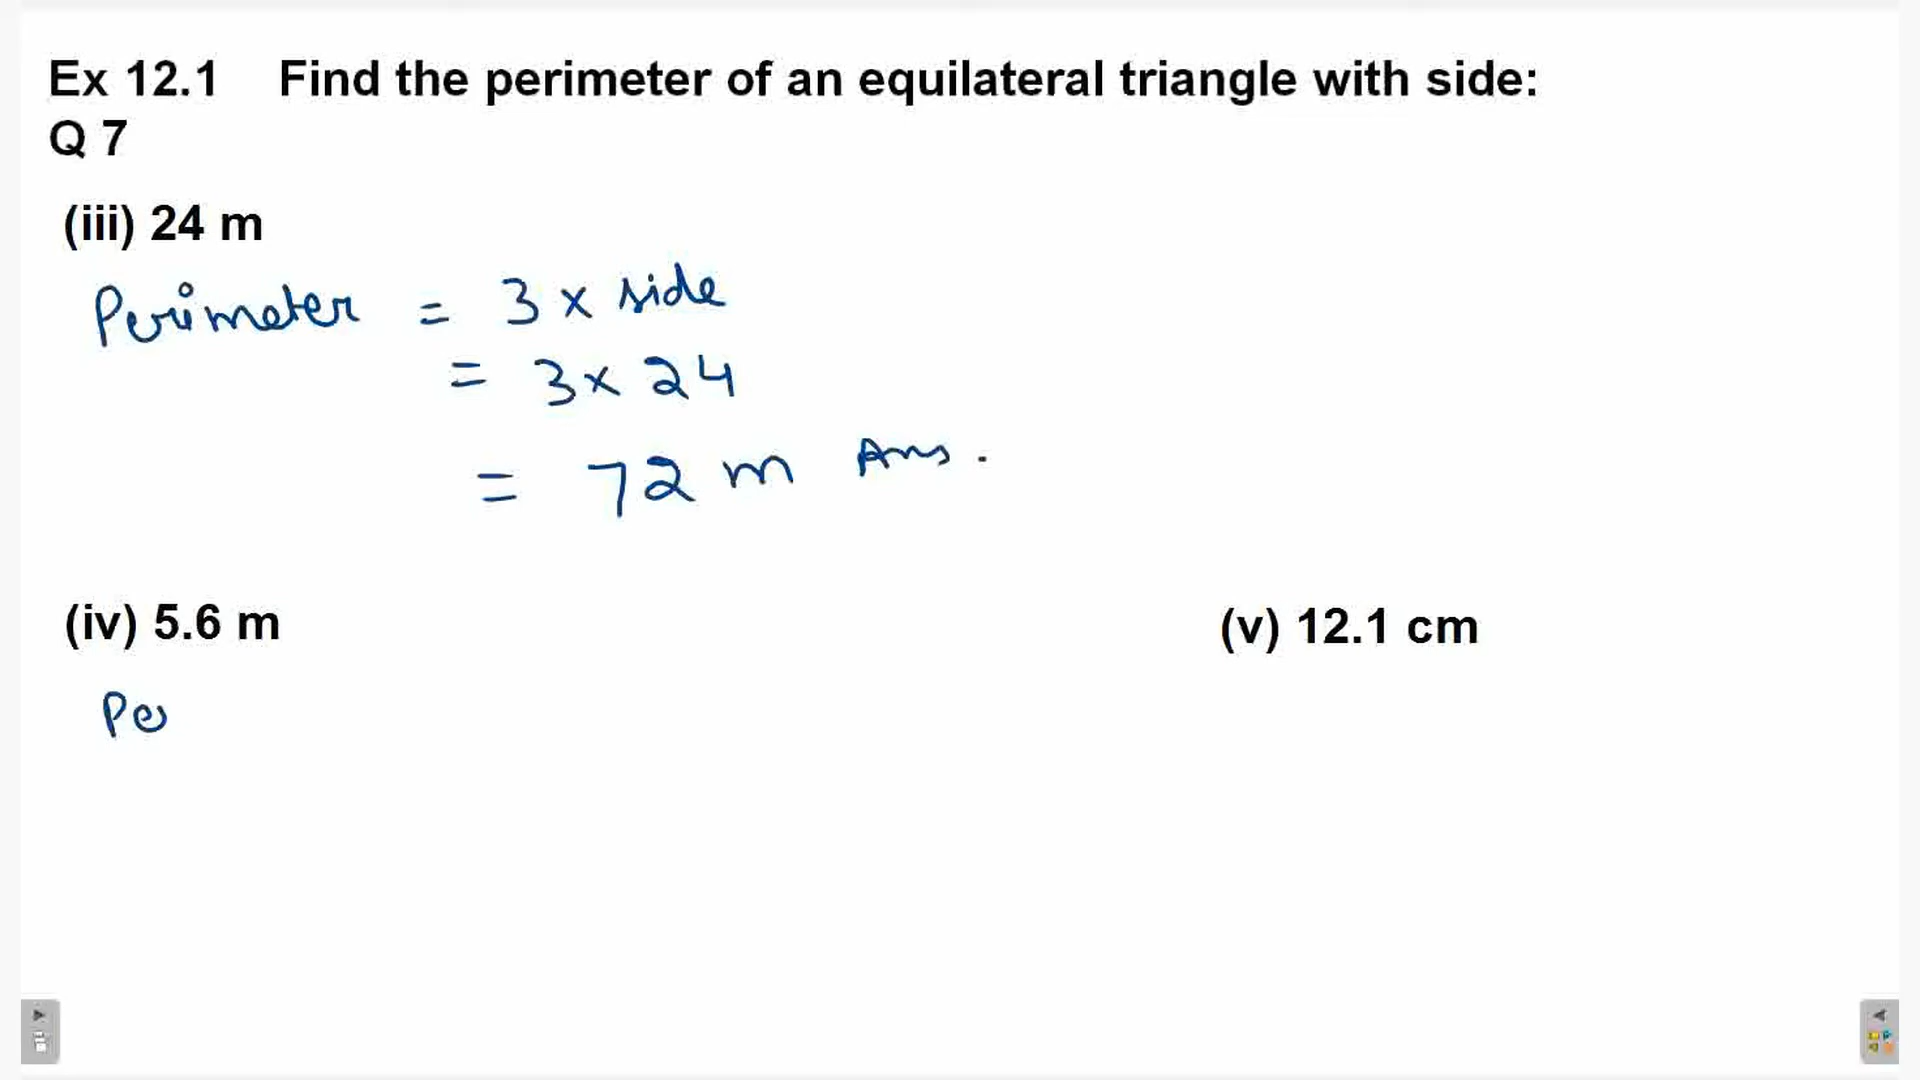 Ex 12.1 Find the perimeter of an equilateral triangle with side:
Q 7
(iii) 24 m
Perimeter = 3 x side
= 3 x 24
= 72 m Ans.
(iv) 5.6 m
(v) 12.1 cm
Pe